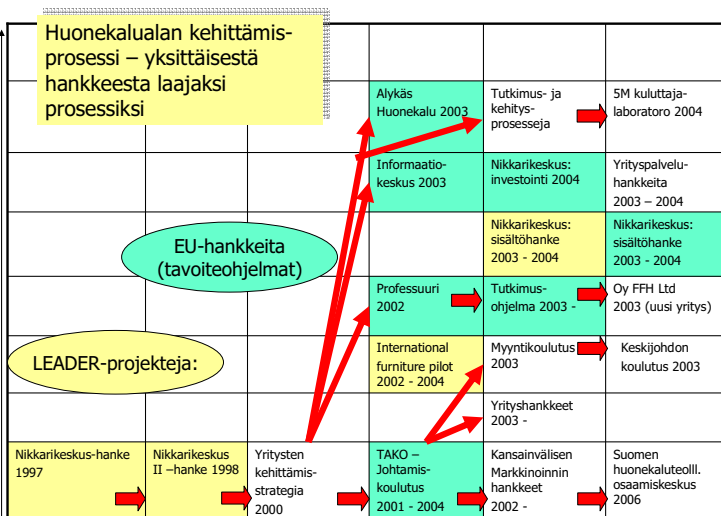 Huonekalualan kehittämis-
prosessi – yksittäisestä
hankkeesta laajaksi
prosessiksi
Alykäs
Huonekalu 2003
Tutkimus- ja
kehitys-
prosesseja
5M kuluttaja-
laboratoro 2004
Informaatio-
keskus 2003
Nikkarikeskus:
investointi 2004
Yrityspalvelu-
hankkeita
2003 – 2004
EU-hankkeita
(tavoiteohjelmat)
Nikkarikeskus:
sisältöhanke
2003 - 2004
Nikkarikeskus:
sisältöhanke
2003 - 2004
Professuuri
2002
Tutkimus-
ohjelma 2003 -
Oy FFH Ltd
2003 (uusi yritys)
LEADER-projekteja:
International
furniture pilot
2002 - 2004
Myyntikoulutus
2003
Keskijohdon
koulutus 2003
Yrityshankkeet
2003 -
Nikkarikeskus-hanke
1997
Nikkarikeskus
II –hanke 1998
Yritysten
kehittämis-
strategia
2000
TAKO –
Johtamis-
koulutus
2001 - 2004
Kansainvälisen
Markkinoinnin
hankkeet
2002 -
Suomen
huonekaluteolll.
osaamiskeskus
2006